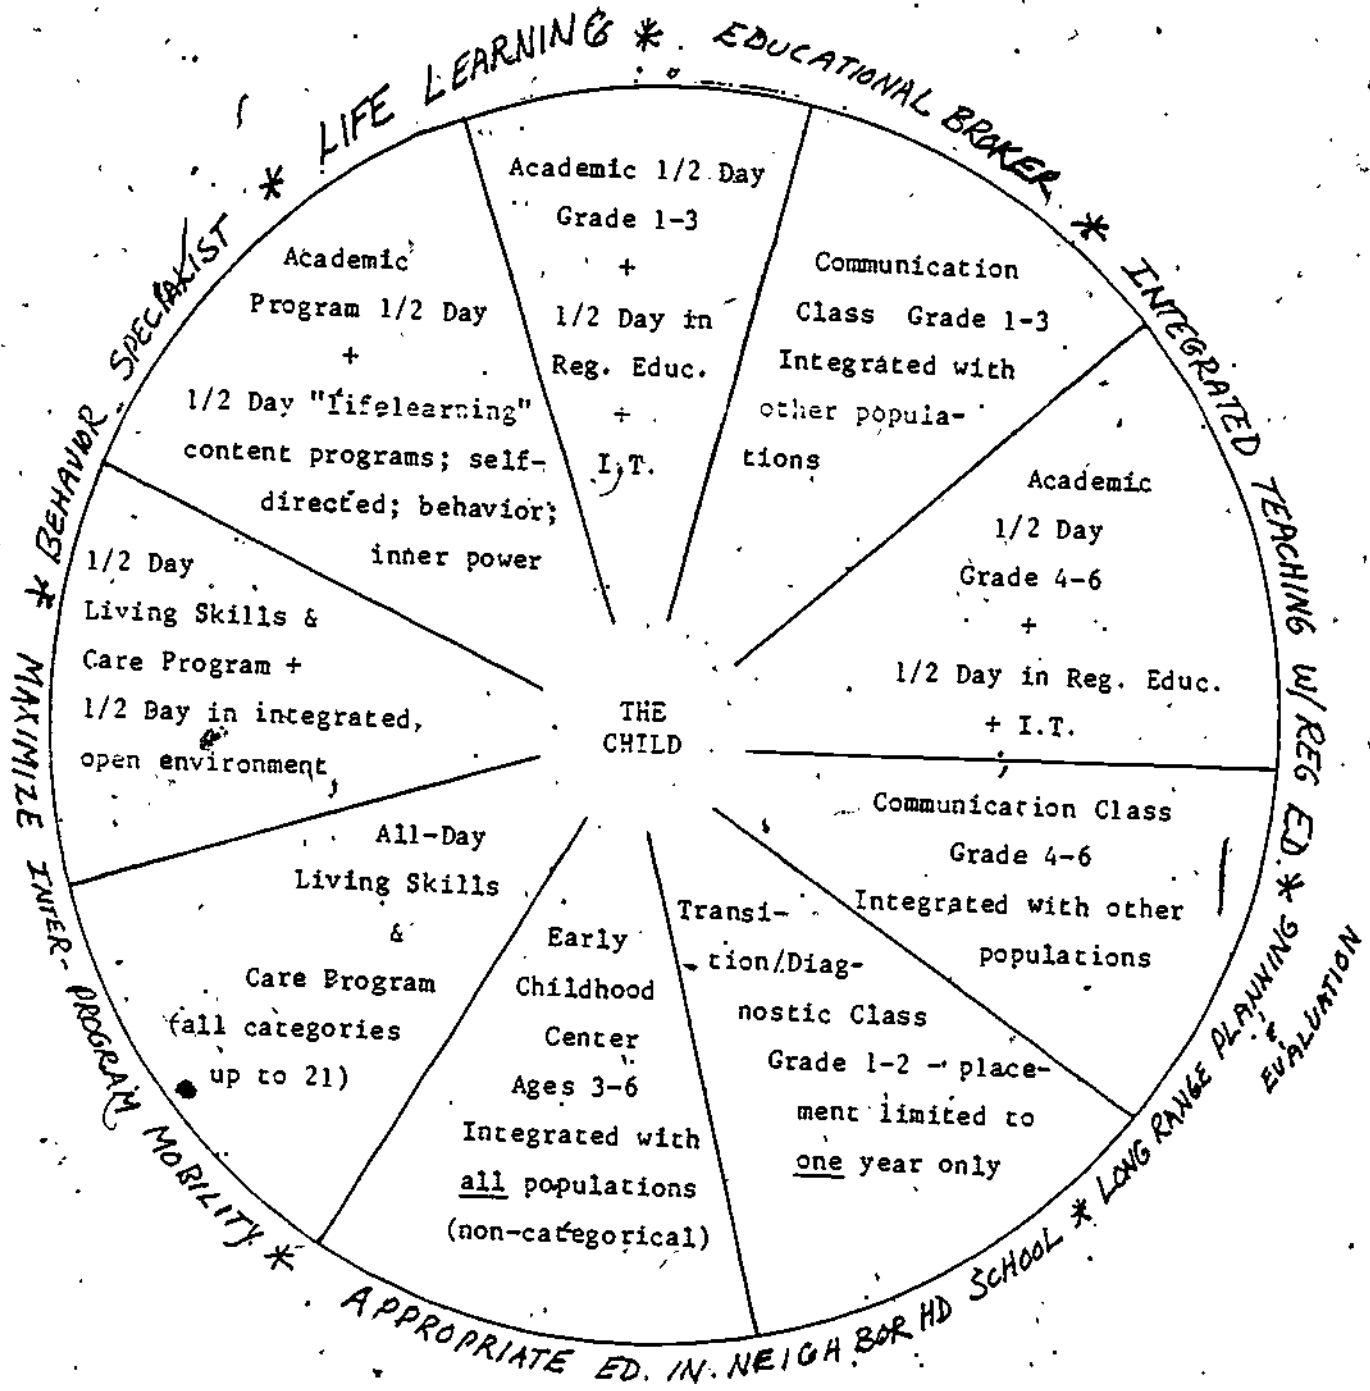 * LIFE LEARNING * EDUCATIONAL BROKER * INTEGRATED TEACHING W/ REG ED. * LONG RANGE PLANNING & EVALUATION * APPROPRIATE ED. IN NEIGHBORHD SCHOOL * MAXIMIZE INTER-PROGRAM MOBILITY * BEHAVIOR SPECIALIST
Academic 1/2 Day
Grade 1-3
+
1/2 Day in
Reg. Educ.
+
I.T.
Communication
Class Grade 1-3
Integrated with
other popula-
tions
Academic
1/2 Day
Grade 4-6
+
1/2 Day in Reg. Educ.
+ I.T.
Communication Class
Grade 4-6
Integrated with other
populations
Transi-
tion/Diag-
nostic Class
Grade 1-2 - place-
ment limited to
one year only
Early
Childhood
Center
Ages 3-6
Integrated with
all populations
(non-categorical)
All-Day
Living Skills
&
Care Program
(all categories
up to 21)
1/2 Day
Living Skills &
Care Program +
1/2 Day in integrated,
open environment
Academic
Program 1/2 Day
+
1/2 Day "lifelearning"
content programs; self-
directed; behavior;
inner power
THE
CHILD